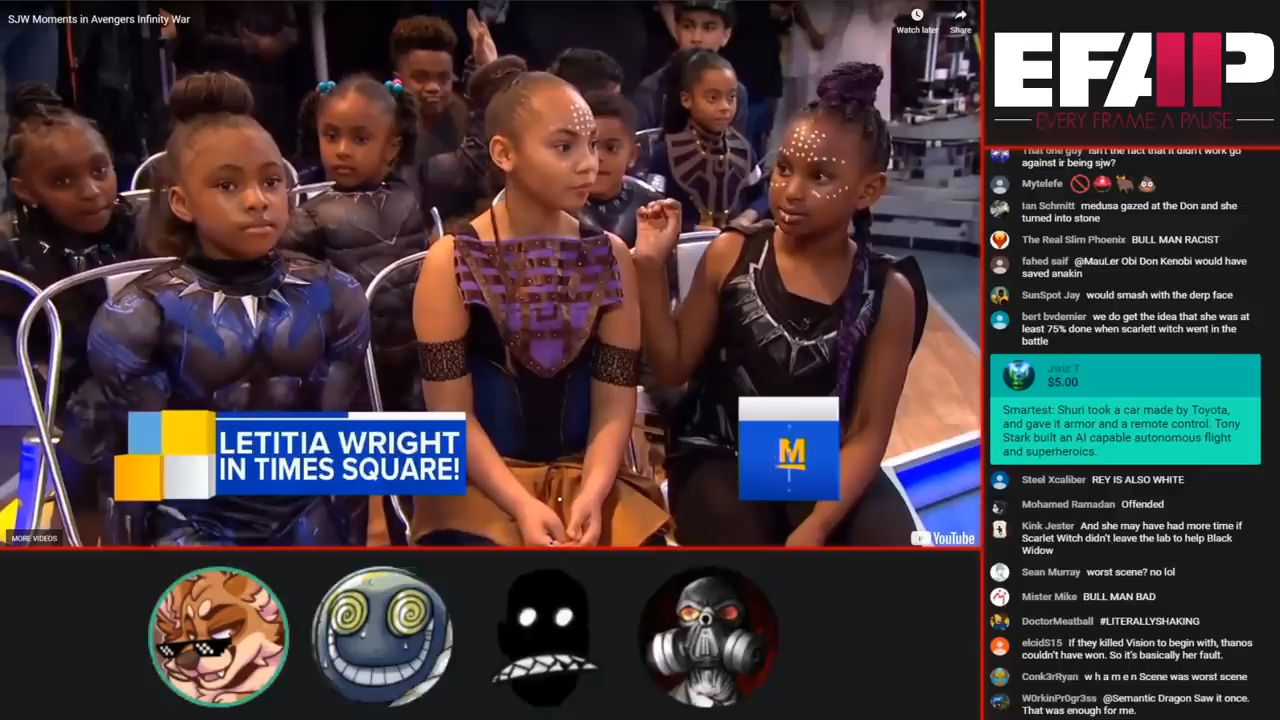 SJW Moments in Avengers Infinity War
Watch later
Share
LETITIA WRIGHT
IN TIMES SQUARE!
M
MORE VIDEOS
YouTube
EFAP
EVERY FRAME A PAUSE
That one guy isn't the fact that it didn't work go
against ir being sjw?
Mytelefe
Ian Schmitt medusa gazed at the Don and she
turned into stone
The Real Slim Phoenix BULL MAN RACIST
fahed saif @MauLer Obi Don Kenobi would have
saved anakin
SunSpot Jay would smash with the derp face
bert bvdemier we do get the idea that she was at
least 75% done when scarlett witch went in the
battle
Jwiz T
$5.00
Smartest: Shuri took a car made by Toyota,
and gave it armor and a remote control. Tony
Stark built an AI capable autonomous flight
and superheroics.
Steel Xcaliber REY IS ALSO WHITE
Mohamed Ramadan Offended
Kink Jester And she may have had more time if
Scarlet Witch didn't leave the lab to help Black
Widow
Sean Murray worst scene? no lol
Mister Mike BULL MAN BAD
DoctorMeatball #LITERALLYSHAKING
elcidS15 If they killed Vision to begin with, thanos
couldn't have won. So it's basically her fault.
Conk3rRyan w h a m e n Scene was worst scene
W0rkinPr0gr3ss @Semantic Dragon Saw it once.
That was enough for me.